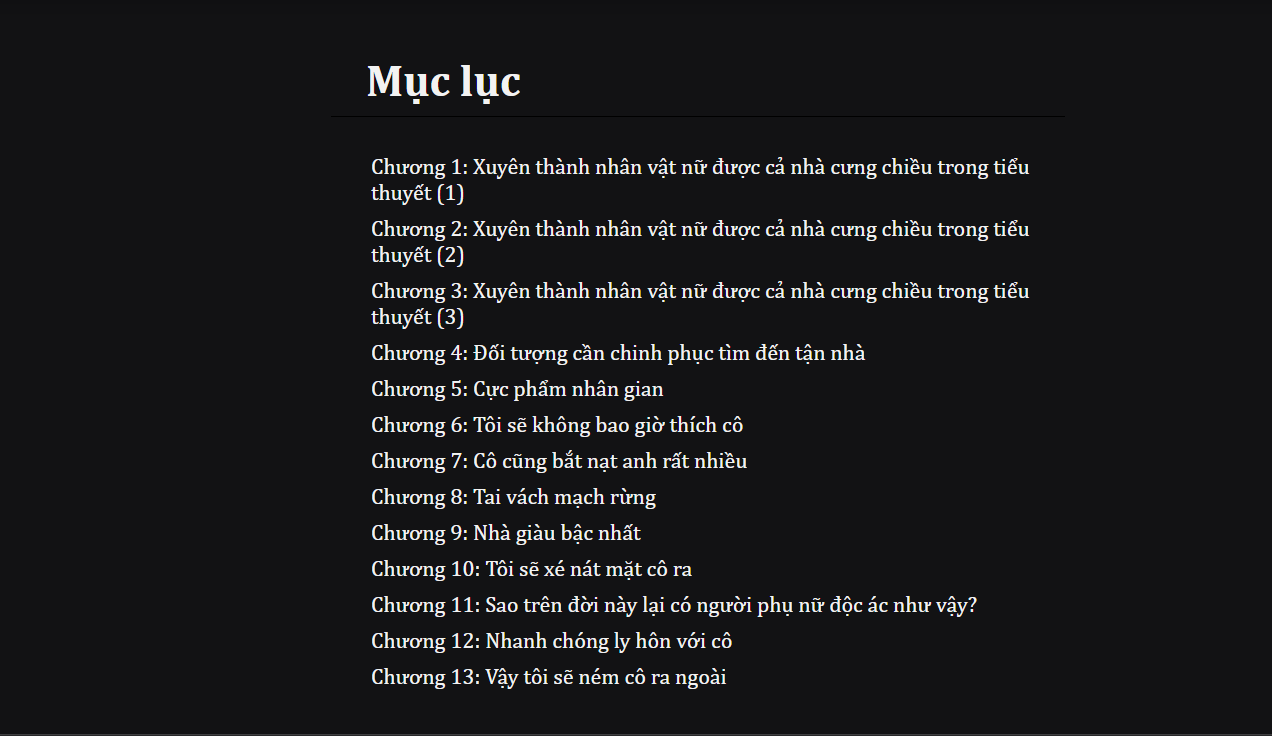 Mục lục
Chương 1: Xuyên thành nhân vật nữ được cả nhà cưng chiều trong tiểu
thuyết (1)
Chương 2: Xuyên thành nhân vật nữ được cả nhà cưng chiều trong tiểu
thuyết (2)
Chương 3: Xuyên thành nhân vật nữ được cả nhà cưng chiều trong tiểu
thuyết (3)
Chương 4: Đối tượng cần chinh phục tìm đến tận nhà
Chương 5: Cực phẩm nhân gian
Chương 6: Tôi sẽ không bao giờ thích cô
Chương 7: Cô cũng bắt nạt anh rất nhiều
Chương 8: Tai vách mạch rừng
Chương 9: Nhà giàu bậc nhất
Chương 10: Tôi sẽ xé nát mặt cô ra
Chương 11: Sao trên đời này lại có người phụ nữ độc ác như vậy?
Chương 12: Nhanh chóng ly hôn với cô
Chương 13: Vậy tôi sẽ ném cô ra ngoài